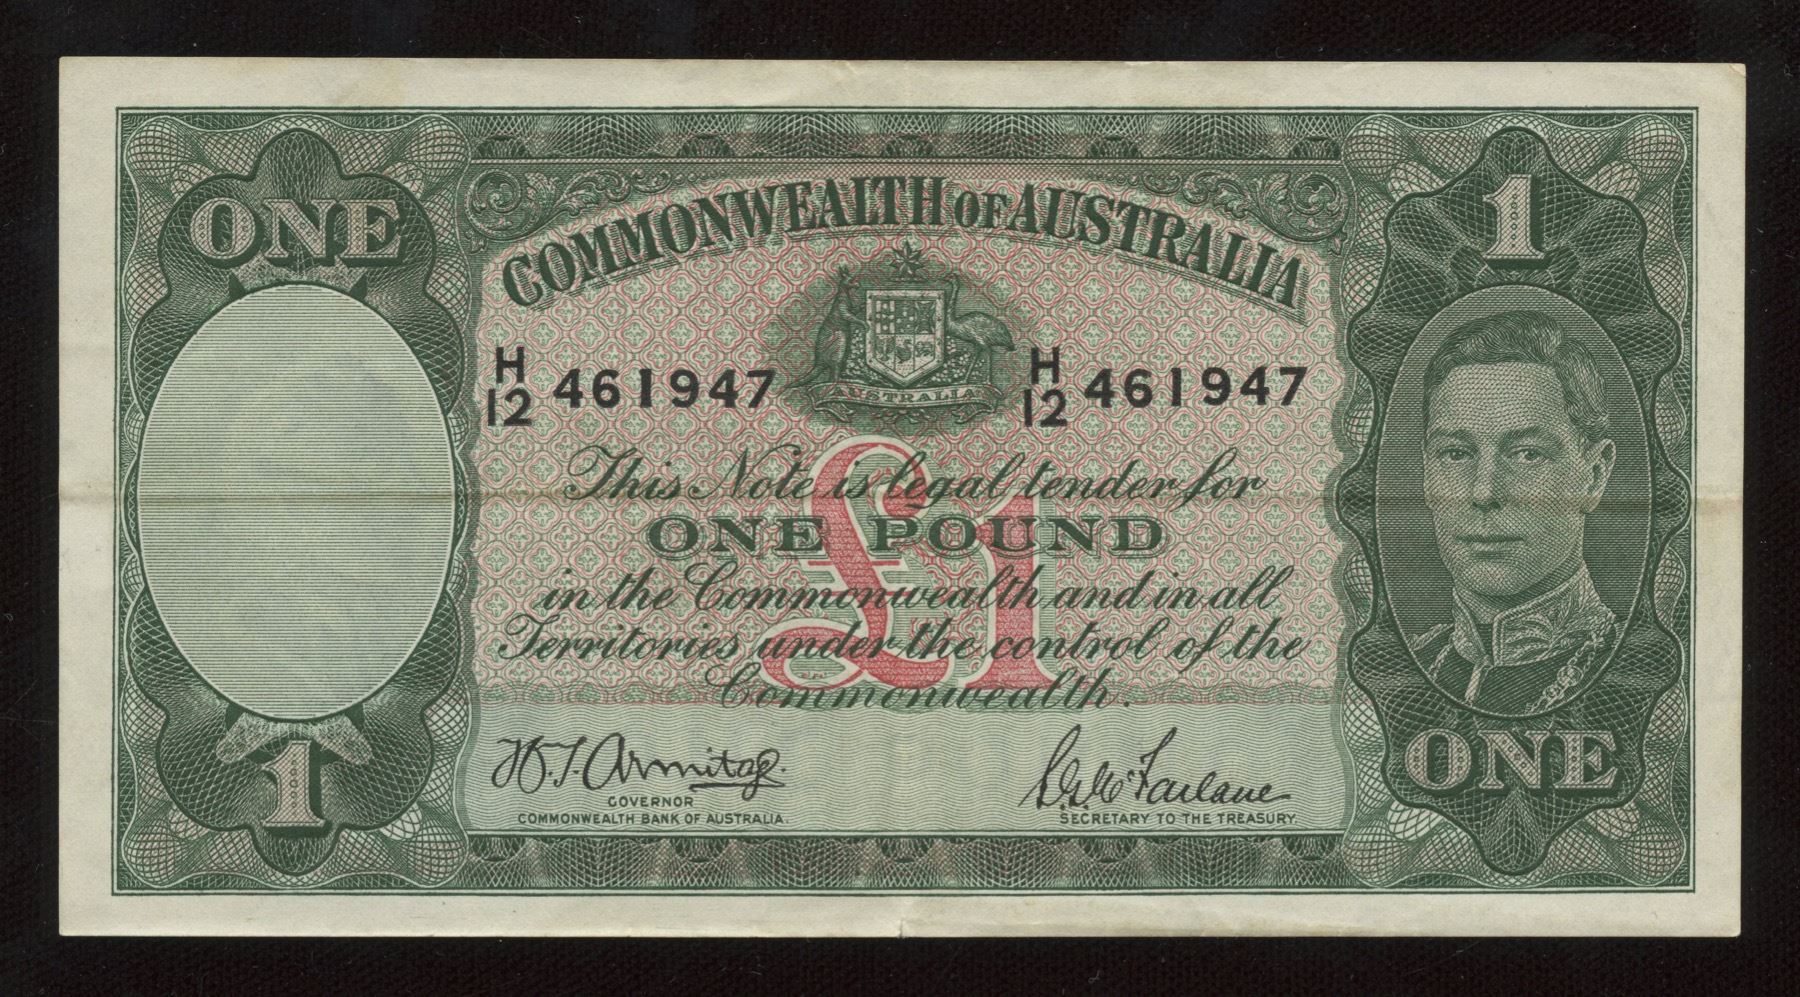 ONE
1
COMMONWEALTH OF AUSTRALIA
AUSTRALIA
H
12 461947
H
12 461947
This Note is legal tender for
ONE POUND
£1
in the Commonwealth and in all
Territories under the control of the
Commonwealth.
H.T. Armitage.
GOVERNOR
COMMONWEALTH BANK OF AUSTRALIA.
S.G. McFarlane
SECRETARY TO THE TREASURY.
1
ONE